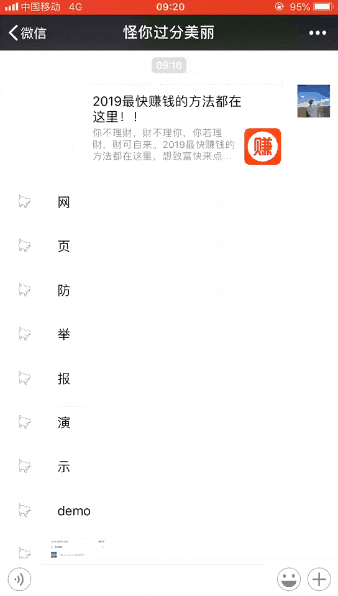 中国移动 4G 09:20 95%
微信 怪你过分美丽 •••
09:16
2019最快赚钱的方法都在
这里！！
你不理财，财不理你，你若理
财，财可自来。2019最快赚钱的
方法都在这里，想致富快来点...
赚
网
页
防
举
报
演
示
demo